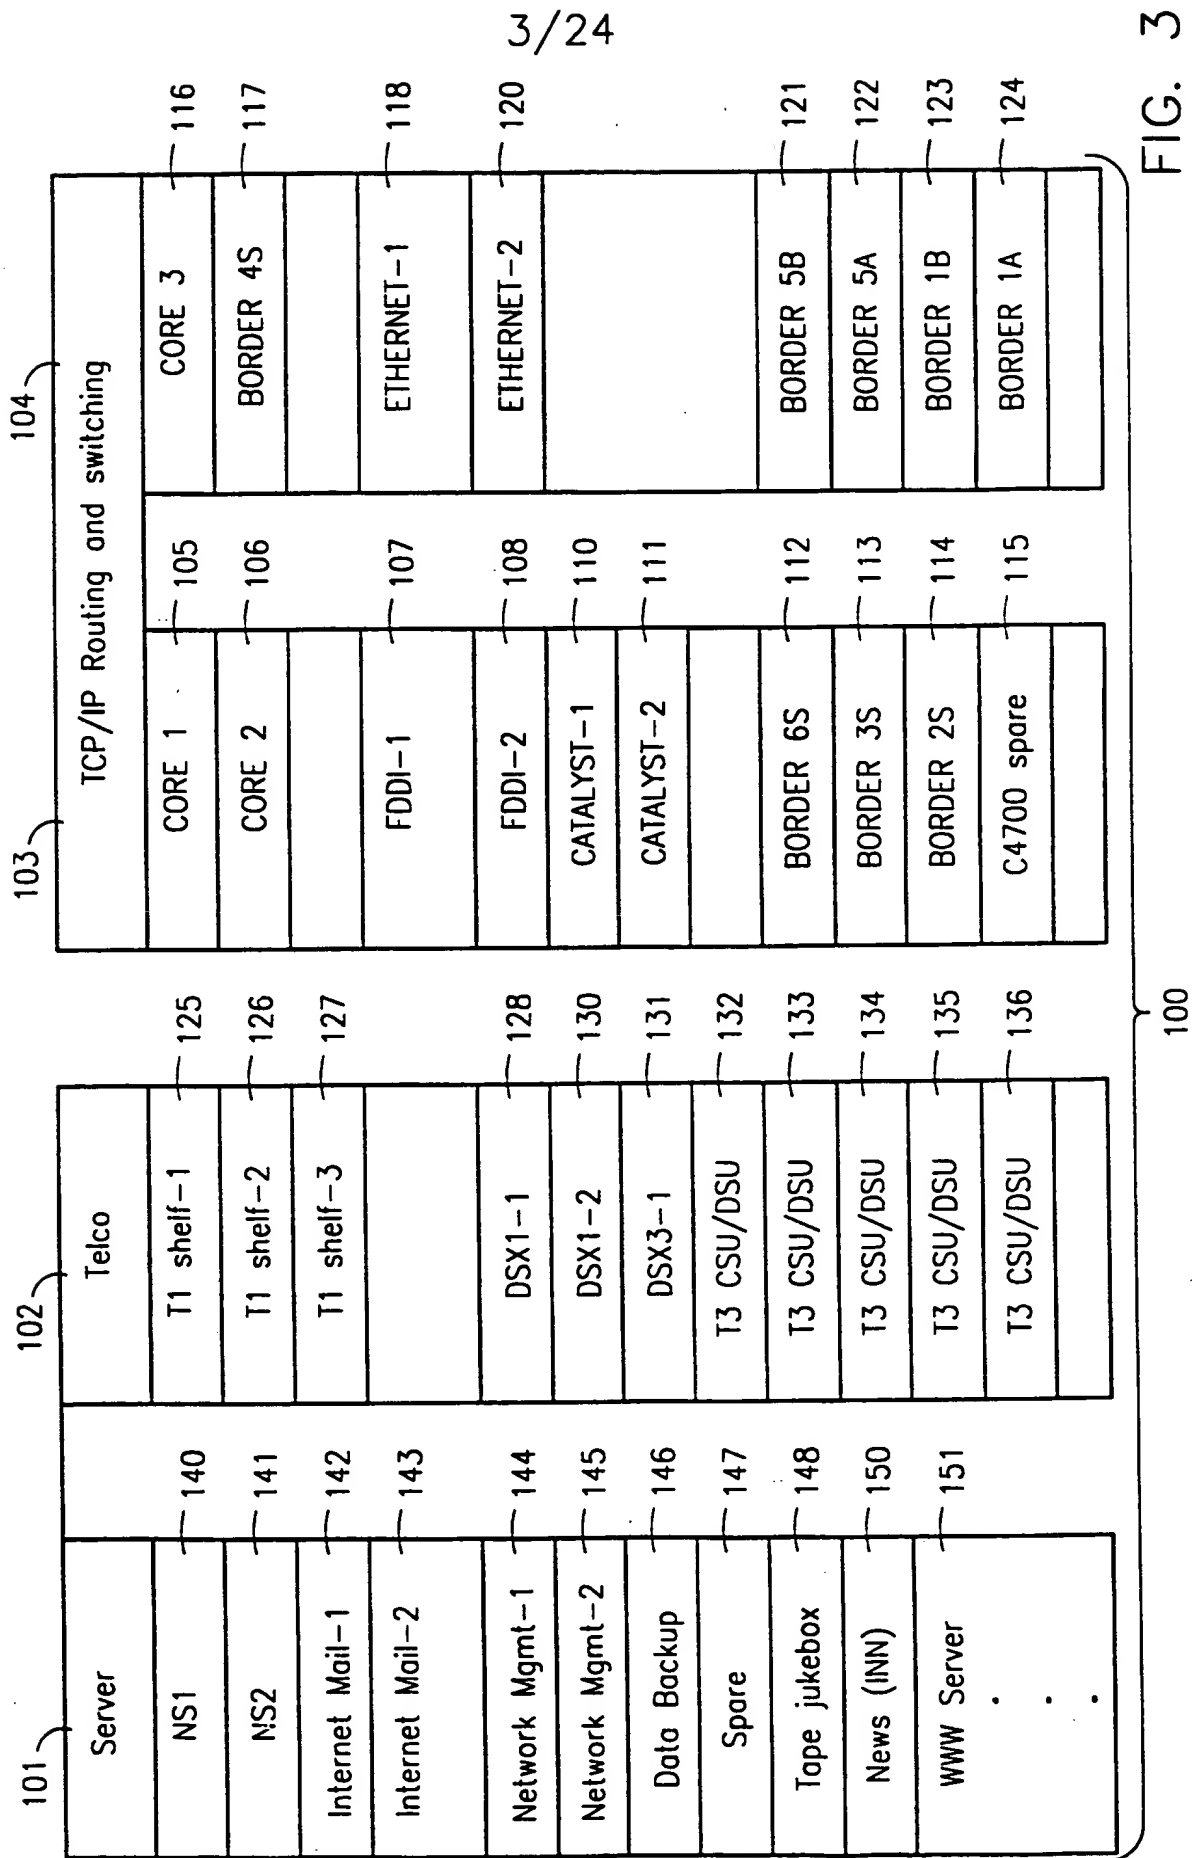 3/24
101
Server
NS1
140
NS2
141
Internet Mail-1
142
Internet Mail-2
143
Network Mgmt-1
144
Network Mgmt-2
145
Data Backup
146
Spare
147
Tape jukebox
148
News (INN)
150
WWW Server
151
102
Telco
T1 shelf-1
125
T1 shelf-2
126
T1 shelf-3
127
DSX1-1
128
DSX1-2
130
DSX3-1
131
T3 CSU/DSU
132
T3 CSU/DSU
133
T3 CSU/DSU
134
T3 CSU/DSU
135
T3 CSU/DSU
136
103
104
TCP/IP Routing and switching
CORE 1
105
CORE 2
106
FDDI-1
107
FDDI-2
108
CATALYST-1
110
CATALYST-2
111
BORDER 6S
112
BORDER 3S
113
BORDER 2S
114
C4700 spare
115
CORE 3
116
BORDER 4S
117
ETHERNET-1
118
ETHERNET-2
120
BORDER 5B
121
BORDER 5A
122
BORDER 1B
123
BORDER 1A
124
100
FIG. 3